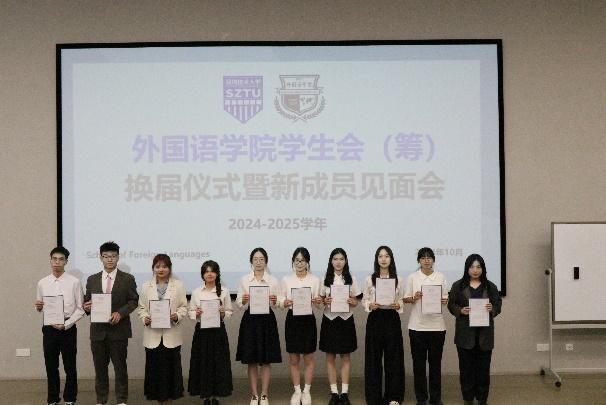 SZTU
外国语学院学生会（筹）
换届仪式暨新成员见面会
2024-2025学年
of Foreign Languages
年10月